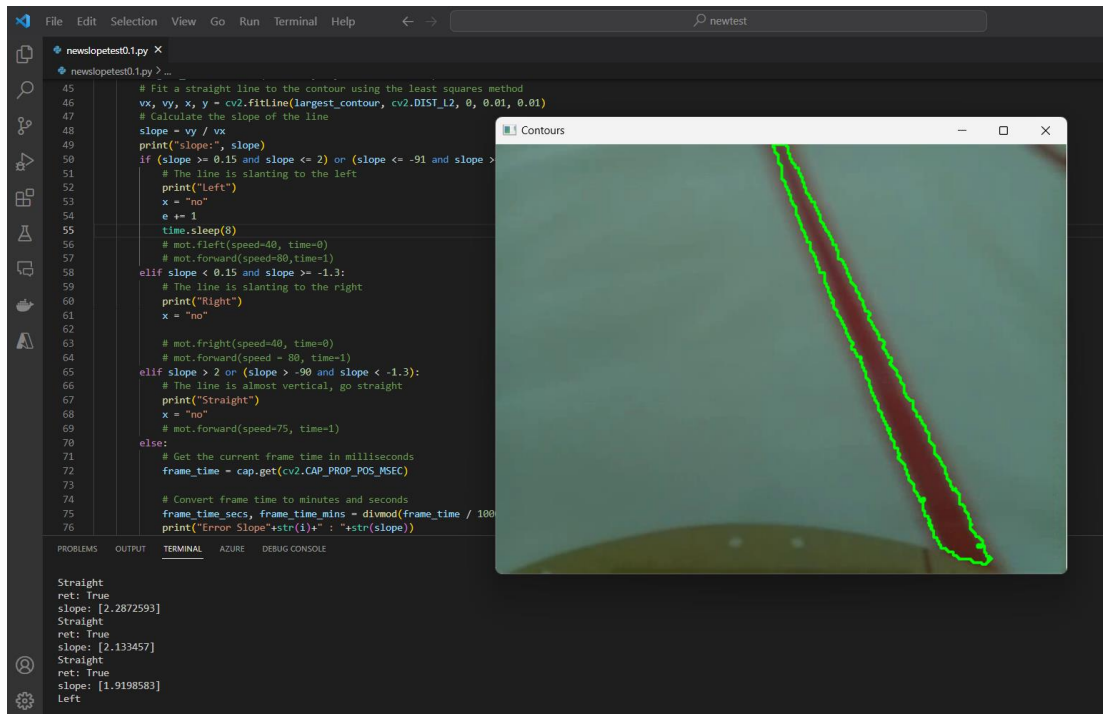 File Edit Selection View Go Run Terminal Help newtest
newslopetest0.1.py
newslopetest0.1.py > ...
45 # Fit a straight line to the contour using the least squares method
46 vx, vy, x, y = cv2.fitLine(largest_contour, cv2.DIST_L2, 0, 0.01, 0.01)
47 # Calculate the slope of the line
48 slope = vy / vx
49 print("slope:", slope)
50 if (slope >= 0.15 and slope <= 2) or (slope <= -91 and slope >
51 # The line is slanting to the left
52 print("Left")
53 x = "no"
54 e += 1
55 time.sleep(8)
56 # mot.fleft(speed=40, time=0)
57 # mot.forward(speed=80,time=1)
58 elif slope < 0.15 and slope >= -1.3:
59 # The line is slanting to the right
60 print("Right")
61 x = "no"
62
63 # mot.fright(speed=40, time=0)
64 # mot.forward(speed = 80, time=1)
65 elif slope > 2 or (slope > -90 and slope < -1.3):
66 # The line is almost vertical, go straight
67 print("Straight")
68 x = "no"
69 # mot.forward(speed=75, time=1)
70 else:
71 # Get the current frame time in milliseconds
72 frame_time = cap.get(cv2.CAP_PROP_POS_MSEC)
73
74 # Convert frame time to minutes and seconds
75 frame_time_secs, frame_time_mins = divmod(frame_time / 100
76 print("Error Slope"+str(i)+" : "+str(slope))
Contours
PROBLEMS OUTPUT TERMINAL AZURE DEBUG CONSOLE
Straight
ret: True
slope: [2.2872593]
Straight
ret: True
slope: [2.133457]
Straight
ret: True
slope: [1.9198583]
Left